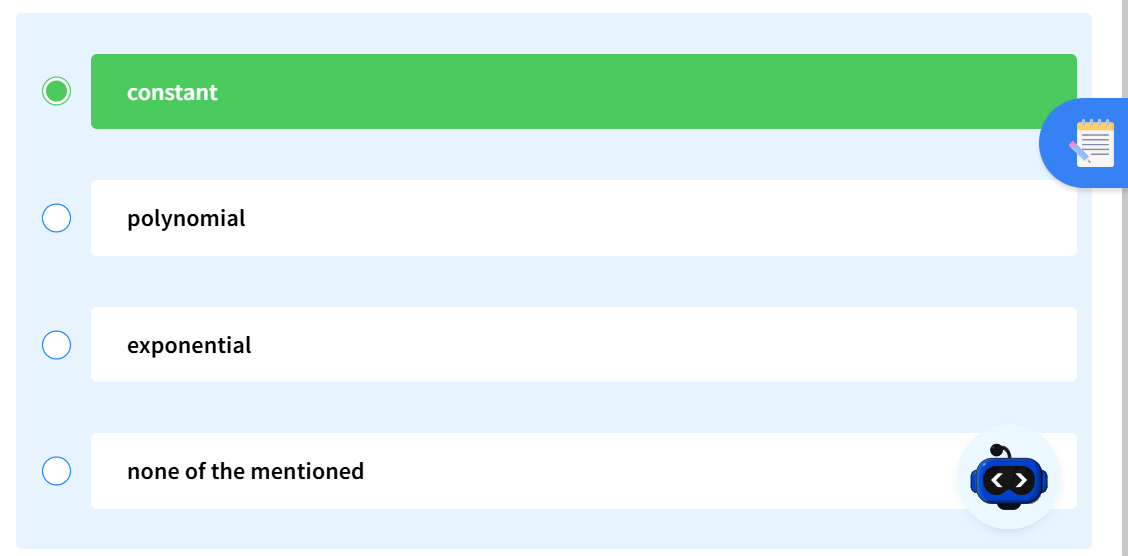 constant
polynomial
exponential
none of the mentioned